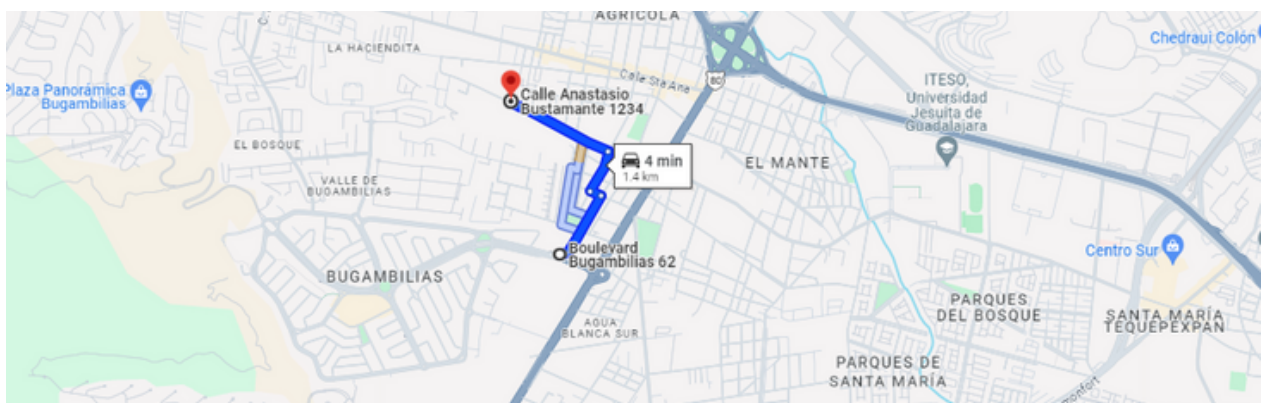 AGRÍCOLA
LA HACIENDITA
Chedraui Colón
Calle Sta Ana
80
Plaza Panorámica
Bugambilias
Calle Anastasio
Bustamante 1234
ITESO,
Universidad
Jesuita de
Guadalajara
EL BOSQUE
4 min
1.4 km
EL MANTE
VALLE DE
BUGAMBILIAS
Boulevard
Bugambilias 62
Centro Sur
BUGAMBILIAS
PARQUES
DEL BOSQUE
SANTA MARÍA
TEQUEPEXPAN
AGUA
BLANCA SUR
PARQUES DE
SANTA MARÍA